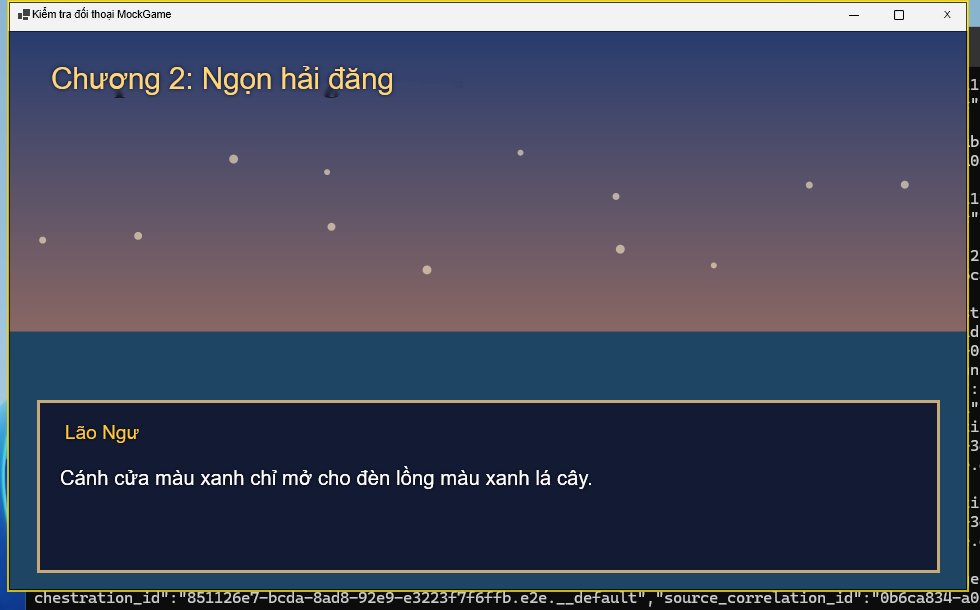 Kiểm tra đối thoại MockGame
Chương 2: Ngọn hải đăng
Lão Ngư
Cánh cửa màu xanh chỉ mở cho đèn lồng màu xanh lá cây.
chestration_id":"851126e7-bcda-8ad8-92e9-e3223f7f6ffb.e2e.__default","source_correlation_id":"0b6ca834-a